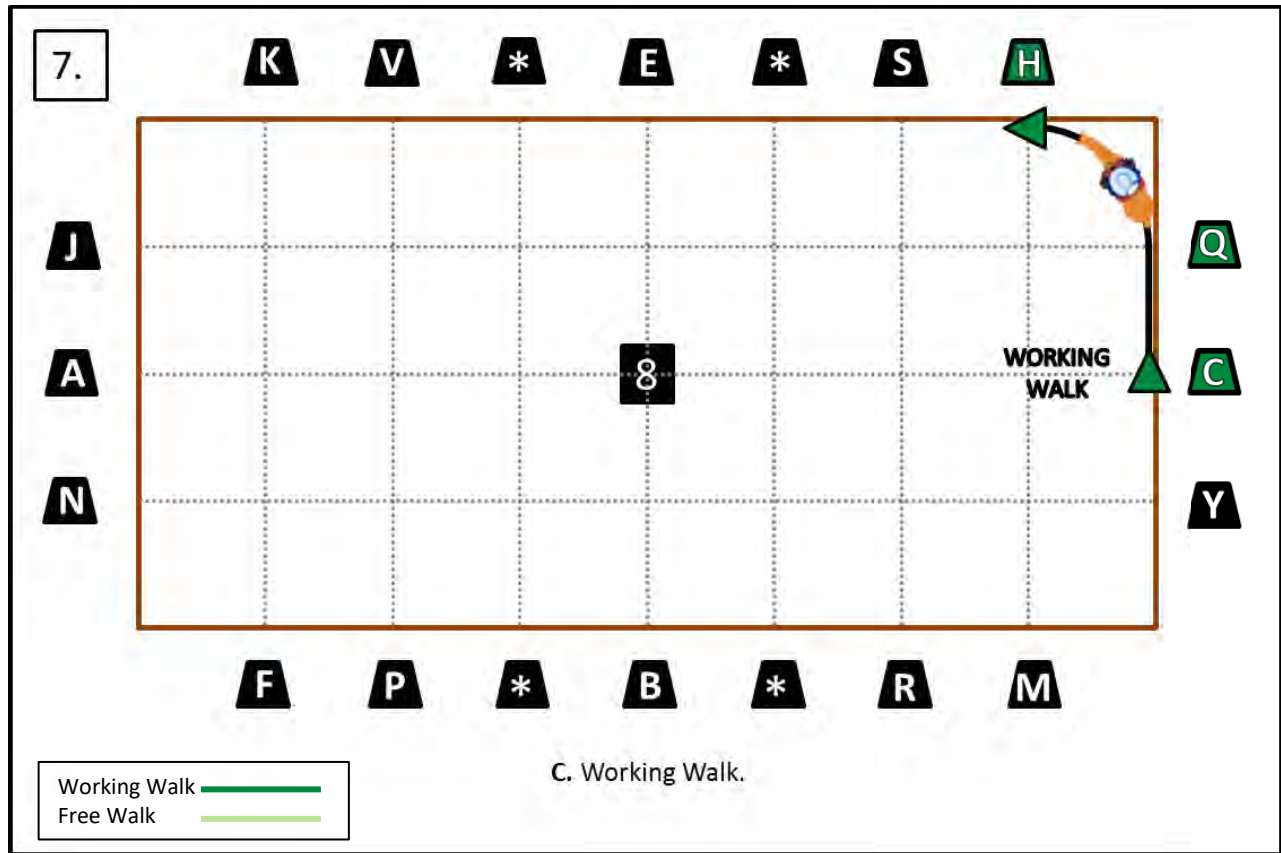 7.
K V * E * S H
J
Q
A
8
WORKING
WALK
C
N
Y
F P * B * R M
C. Working Walk.
Working Walk
Free Walk